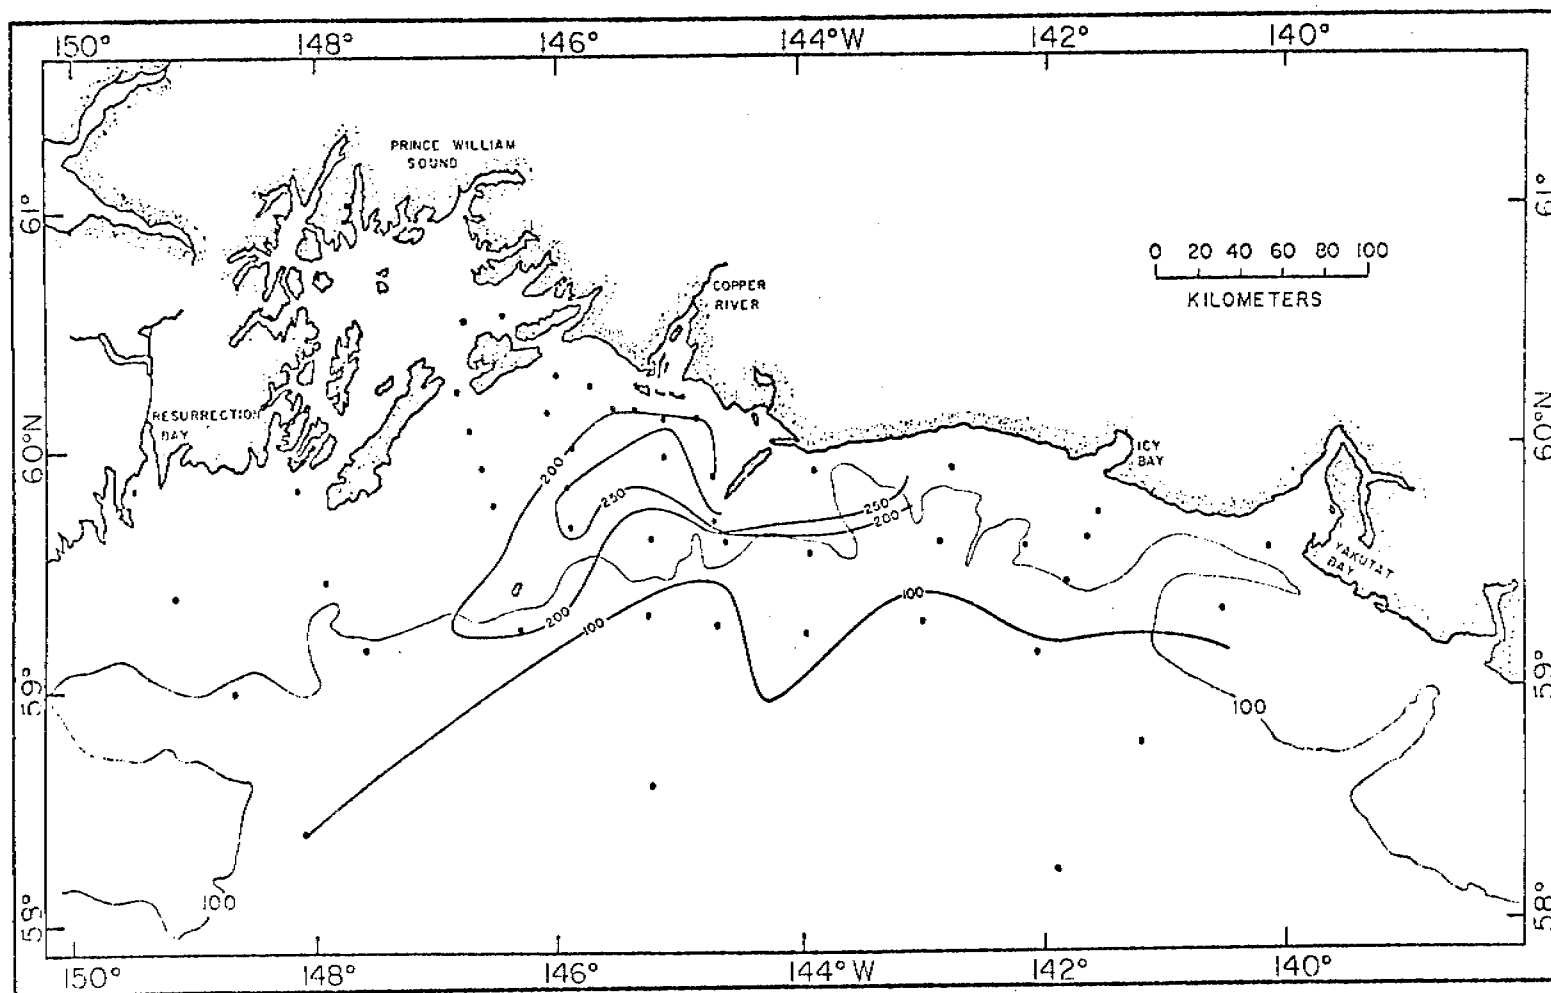 150° 148° 146° 144°W 142° 140°
PRINCE WILLIAM
SOUND
61° 61°
0 20 40 60 80 100
KILOMETERS
COPPER
RIVER
RESURRECTION
BAY
60°N 60°N
ICY
BAY
200
250
250
200
YAKUTAT
BAY
200
100
100
59° 59°
100
100
58° 58°
150° 148° 146° 144°W 142° 140°